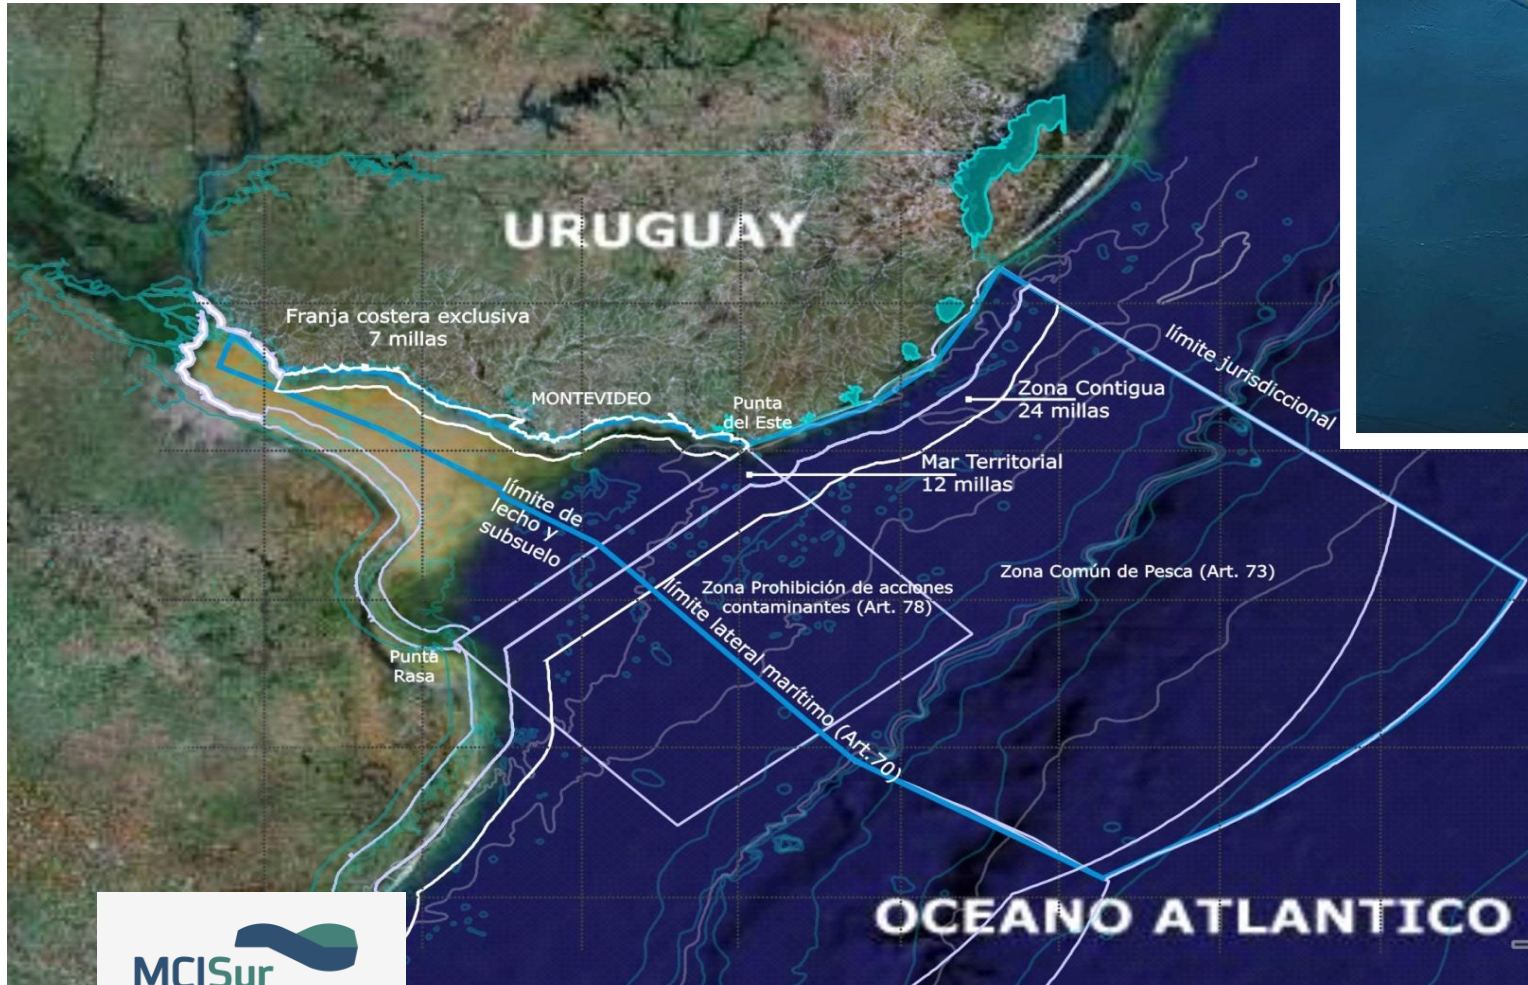 URUGUAY
Franja costera exclusiva
7 millas
MONTEVIDEO
Punta
del Este
límite jurisdiccional
Zona Contigua
24 millas
Mar Territorial
12 millas
límite de
lecho y
subsuelo
Zona Común de Pesca (Art. 73)
Zona Prohibición de acciones
contaminantes (Art. 78)
límite lateral marítimo (Art.70)
Punta
Rasa
OCEANO ATLANTICO
MCISur